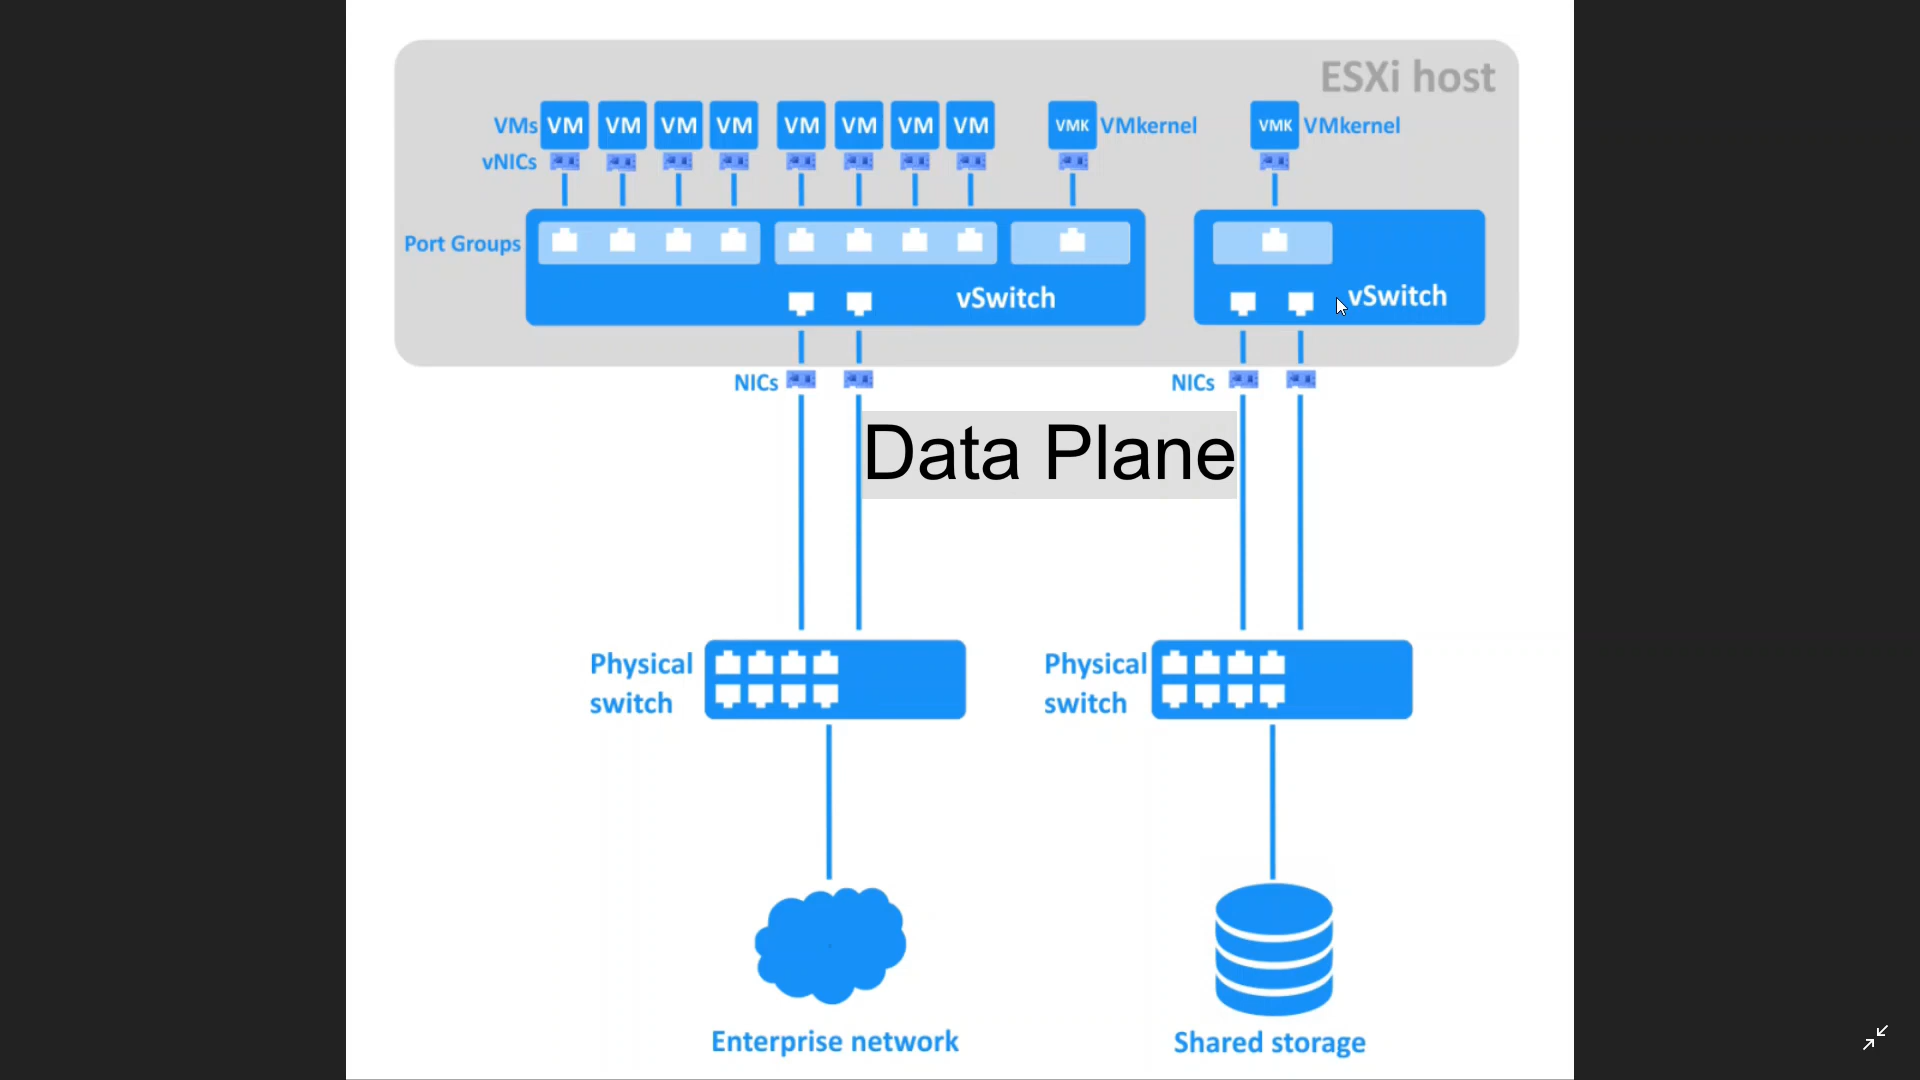 ESXi host
VMs VM VM VM VM VM VM VM VM VMK VMkernel VMK VMkernel
vNICs
Port Groups
vSwitch vSwitch
NICs NICs
Data Plane
Physical switch Physical switch
Enterprise network Shared storage